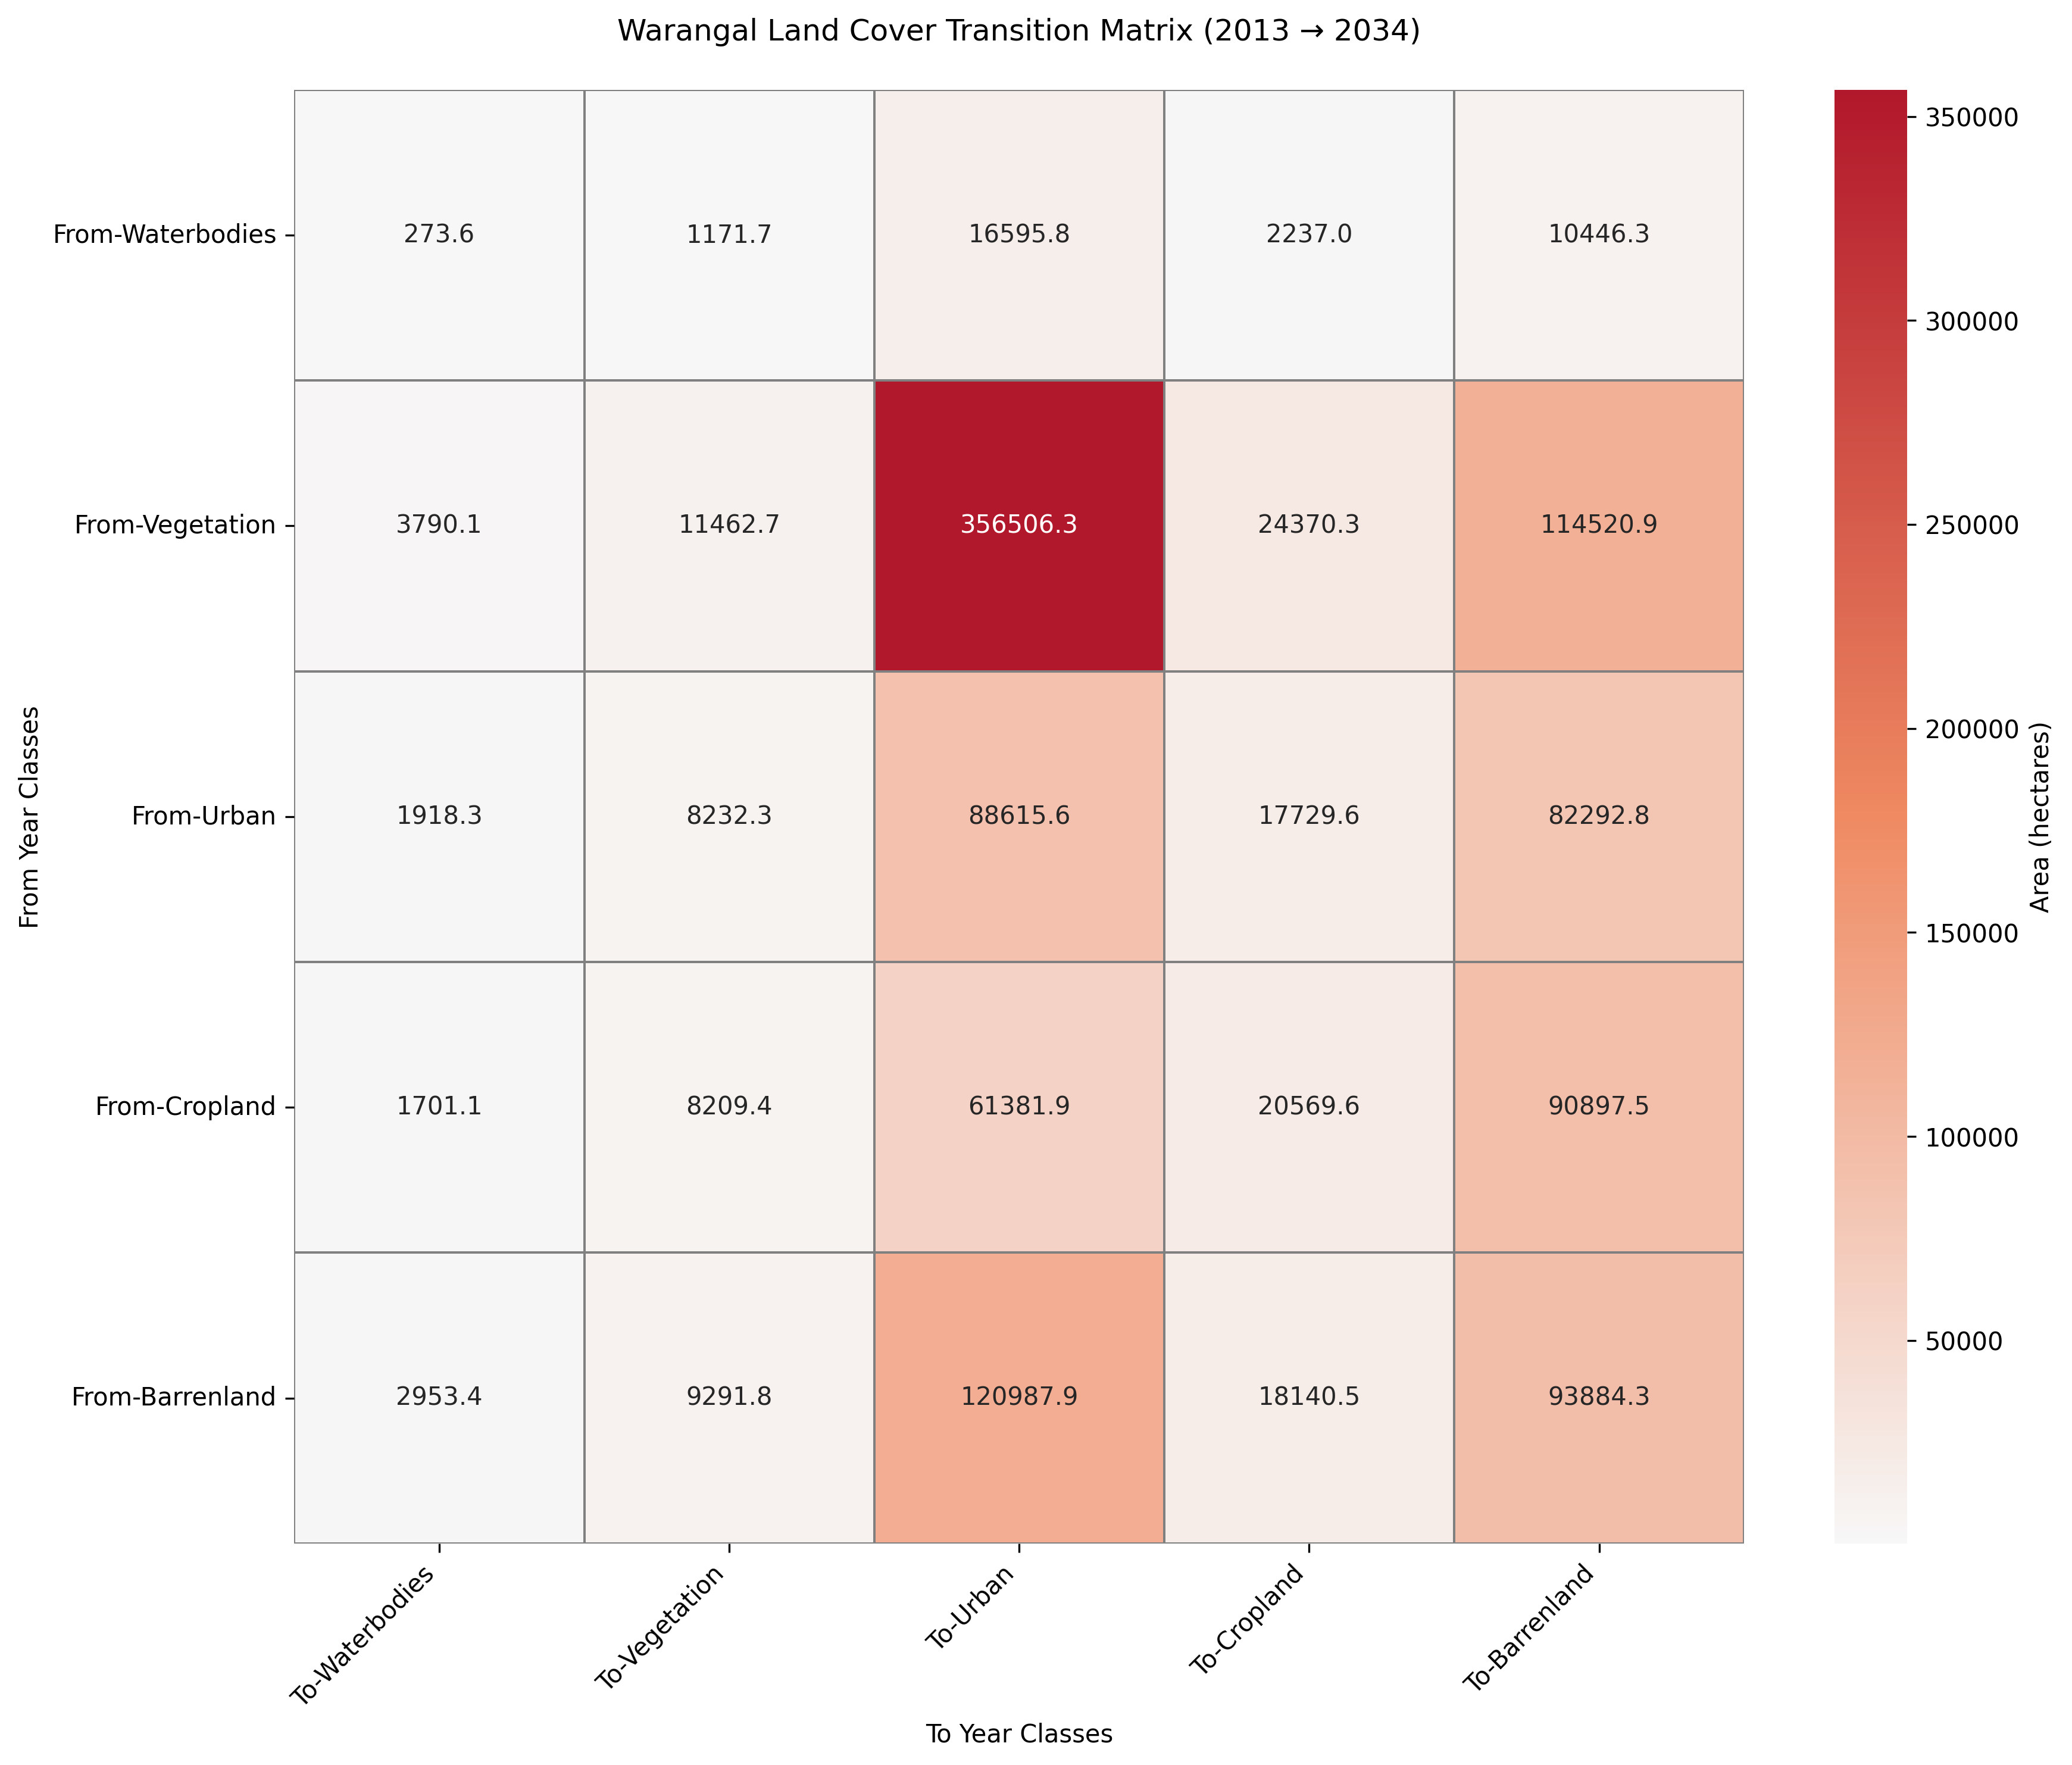 Warangal Land Cover Transition Matrix (2013 → 2034)
From Year Classes
From-Waterbodies 273.6 1171.7 16595.8 2237.0 10446.3
From-Vegetation 3790.1 11462.7 356506.3 24370.3 114520.9
From-Urban 1918.3 8232.3 88615.6 17729.6 82292.8
From-Cropland 1701.1 8209.4 61381.9 20569.6 90897.5
From-Barrenland 2953.4 9291.8 120987.9 18140.5 93884.3
To-Waterbodies To-Vegetation To-Urban To-Cropland To-Barrenland
To Year Classes
350000
300000
250000
200000
150000
100000
50000
Area (hectares)